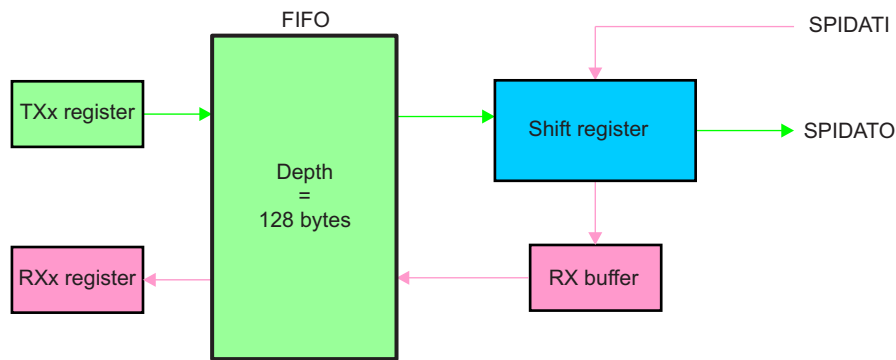 FIFO
SPIDATI
TXx register
Shift register
SPIDATO
Depth
=
128 bytes
RXx register
RX buffer